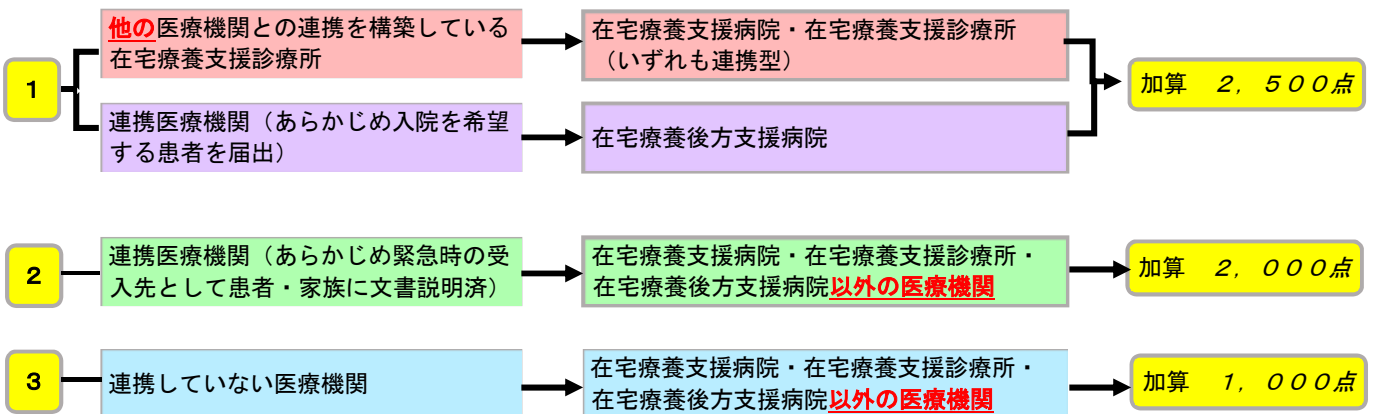 1
他の医療機関との連携を構築している
在宅療養支援診療所
在宅療養支援病院・在宅療養支援診療所
（いずれも連携型）
連携医療機関（あらかじめ入院を希望
する患者を届出）
在宅療養後方支援病院
加算　２，５００点
2
連携医療機関（あらかじめ緊急時の受
入先として患者・家族に文書説明済）
在宅療養支援病院・在宅療養支援診療所・
在宅療養後方支援病院以外の医療機関
加算　２，０００点
3
連携していない医療機関
在宅療養支援病院・在宅療養支援診療所・
在宅療養後方支援病院以外の医療機関
加算　１，０００点